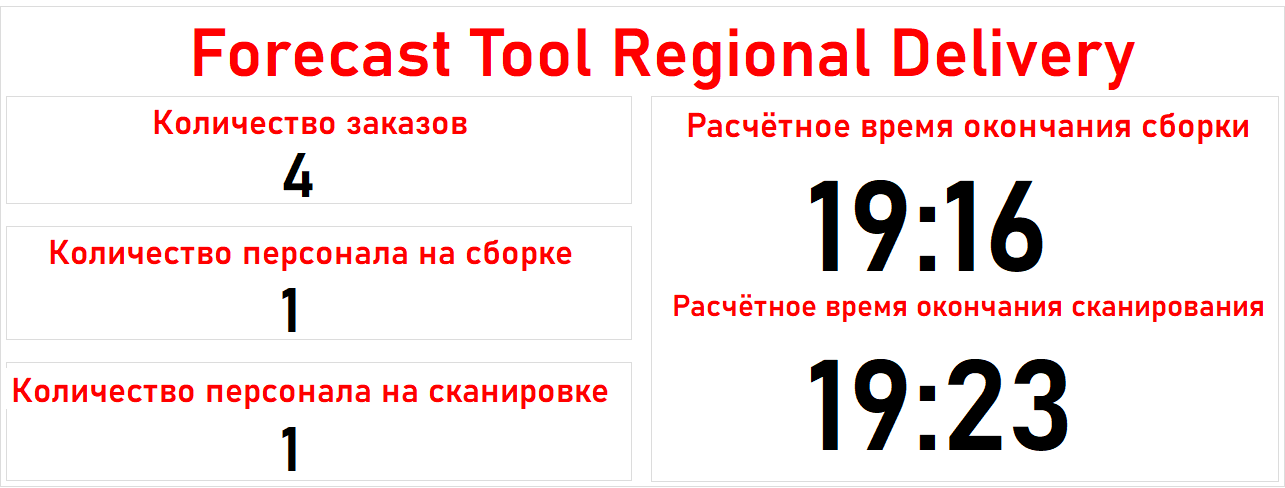 Forecast Tool Regional Delivery
Количество заказов
4
Количество персонала на сборке
1
Количество персонала на сканировке
1
Расчётное время окончания сборки
19:16
Расчётное время окончания сканирования
19:23